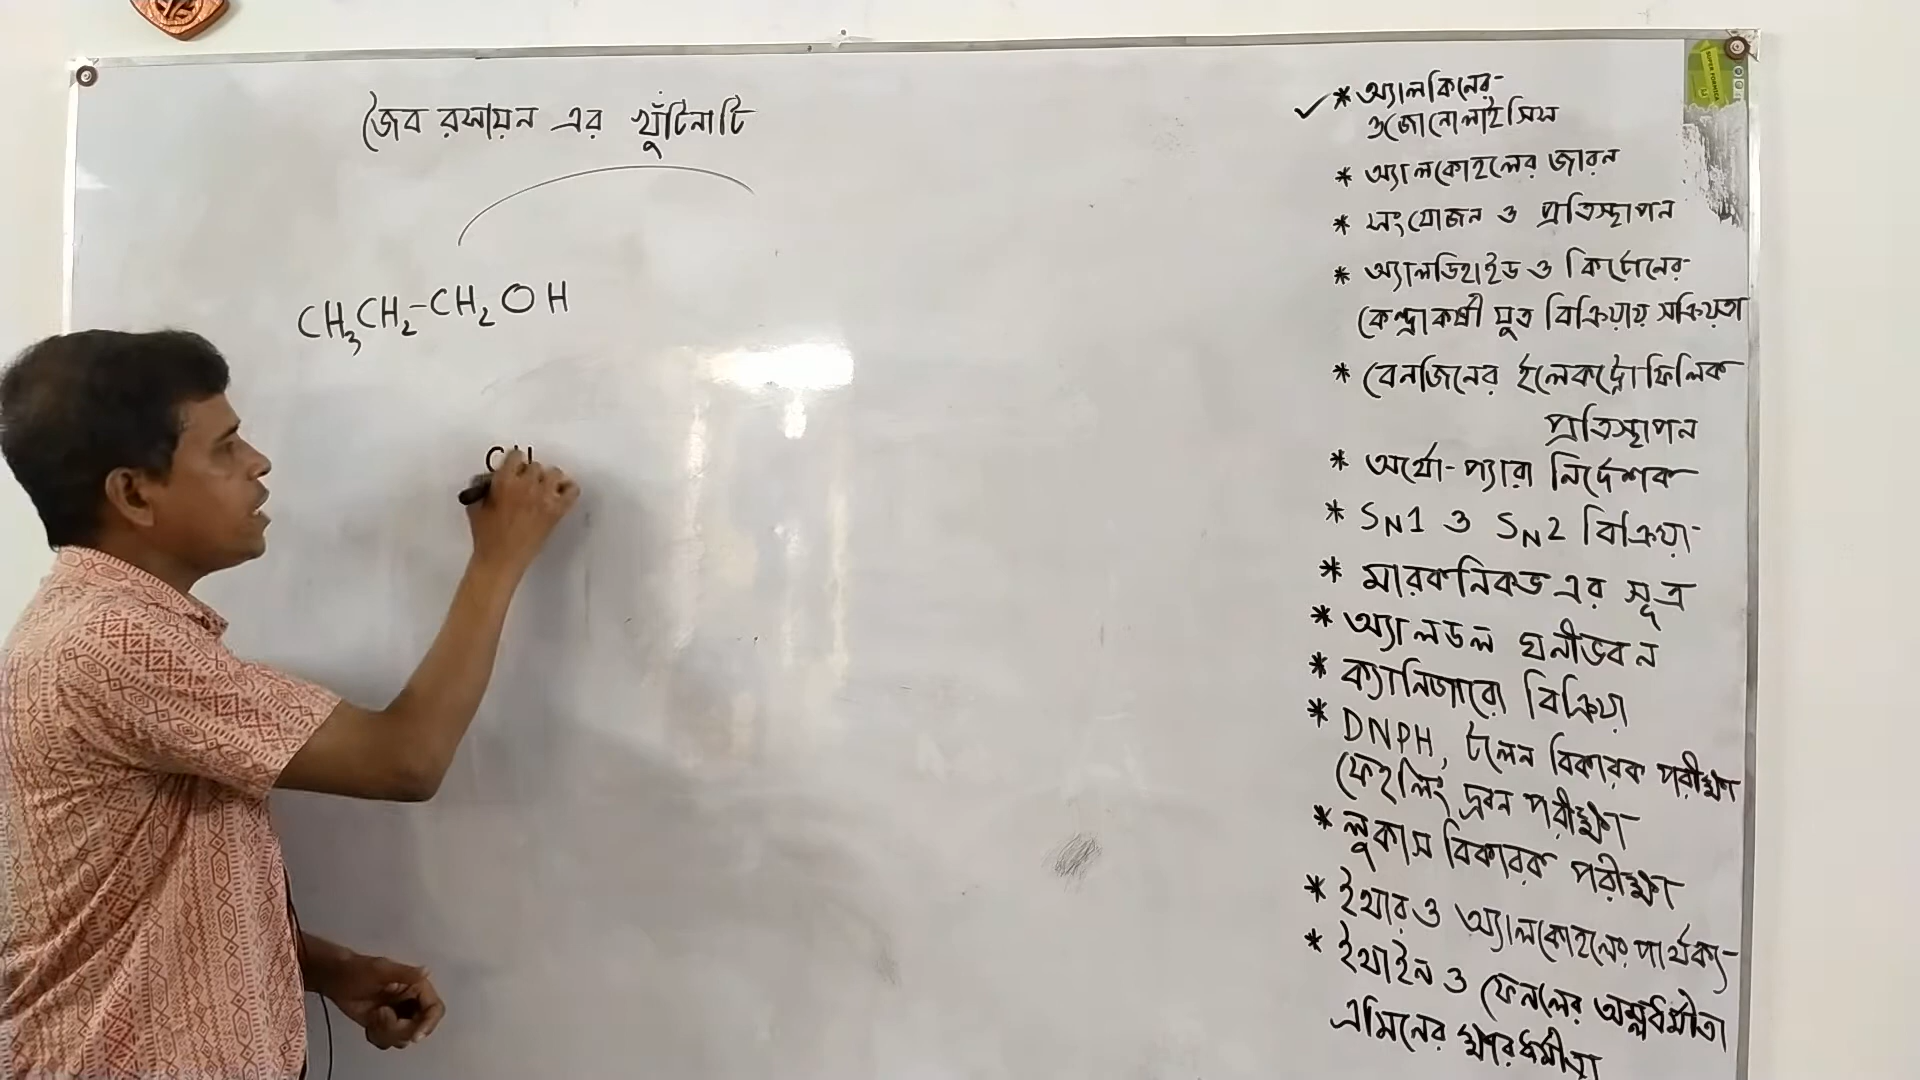 জৈব রসায়ন এর খুঁটিনাটি
CH₃CH₂-CH₂OH
CH
✓ * অ্যালকিনের
ওজোনোলাইসিস
* অ্যালকোহলের জারন
* সংযোজন ও প্রতিস্থাপন
* অ্যালডিহাইড ও কিটোনের
কেন্দ্রাকর্ষী যুত বিক্রিয়ায় সক্রিয়তা
* বেনজিনের ইলেকট্রোফিলিক
প্রতিস্থাপন
* অর্থো-প্যারা নির্দেশক
* SN1 ও SN2 বিক্রিয়া
* মারকনিকভ এর সূত্র
* অ্যালডল ঘনীভবন
* ক্যানিজারো বিক্রিয়া
* DNPH, টলেন বিকারক পরীক্ষা
ফেহলিং দ্রবন পরীক্ষা
* লুকাস বিকারক পরীক্ষা
* ইথার ও অ্যালকোহলের পার্থক্য
* ইথাইন ও ফেনলের অম্লধর্মীতা
এমিনের ক্ষারধর্মীতা